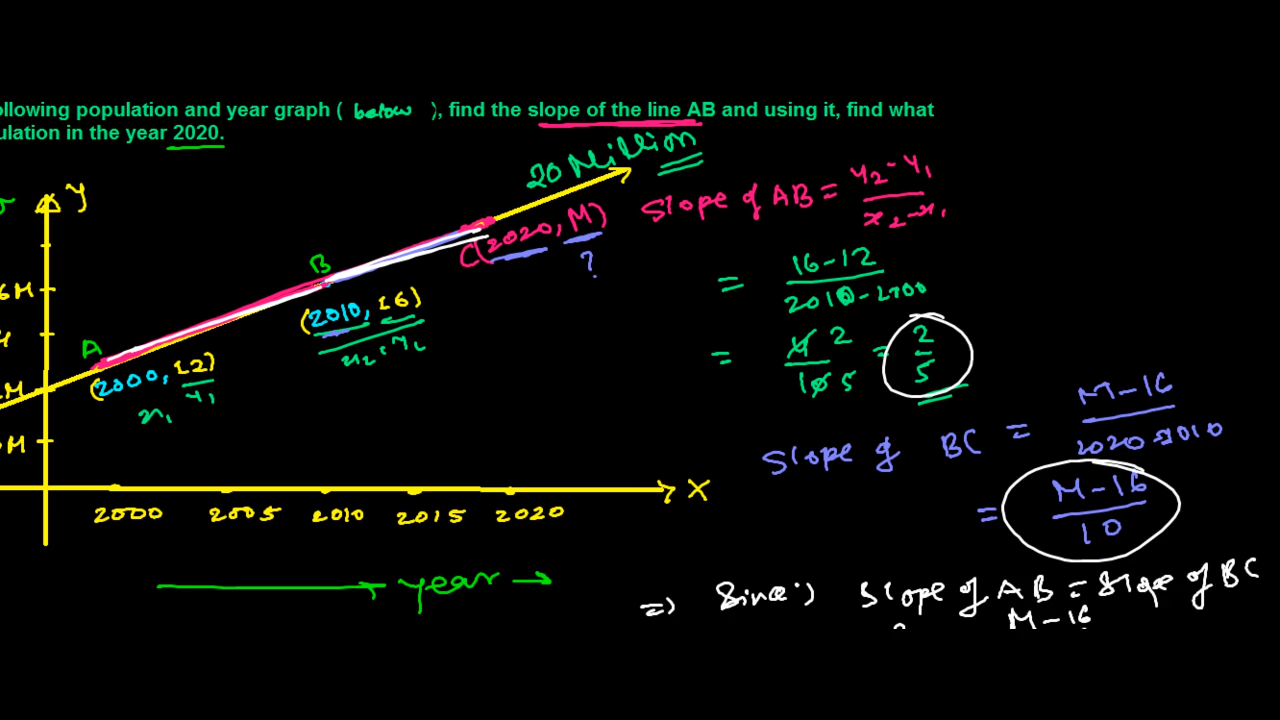 ollowing population and year graph ( below ), find the slope of the line AB and using it, find what
ulation in the year 2020.
20 Million
Y
Slope of AB = Y2-Y1
x2-x1
B
C(2020, M)
?
= 16-12
2010-2000
6M
(2010, 16)
x2, Y2
A
(2000, 12)
x1 Y1
= 4 2 = 2
10 5 5
M
M
Slope of BC = M-16
2020-2010
= M-16
10
X
2000 2005 2010 2015 2020
year
=> Since Slope of AB = Slope of BC
M-16